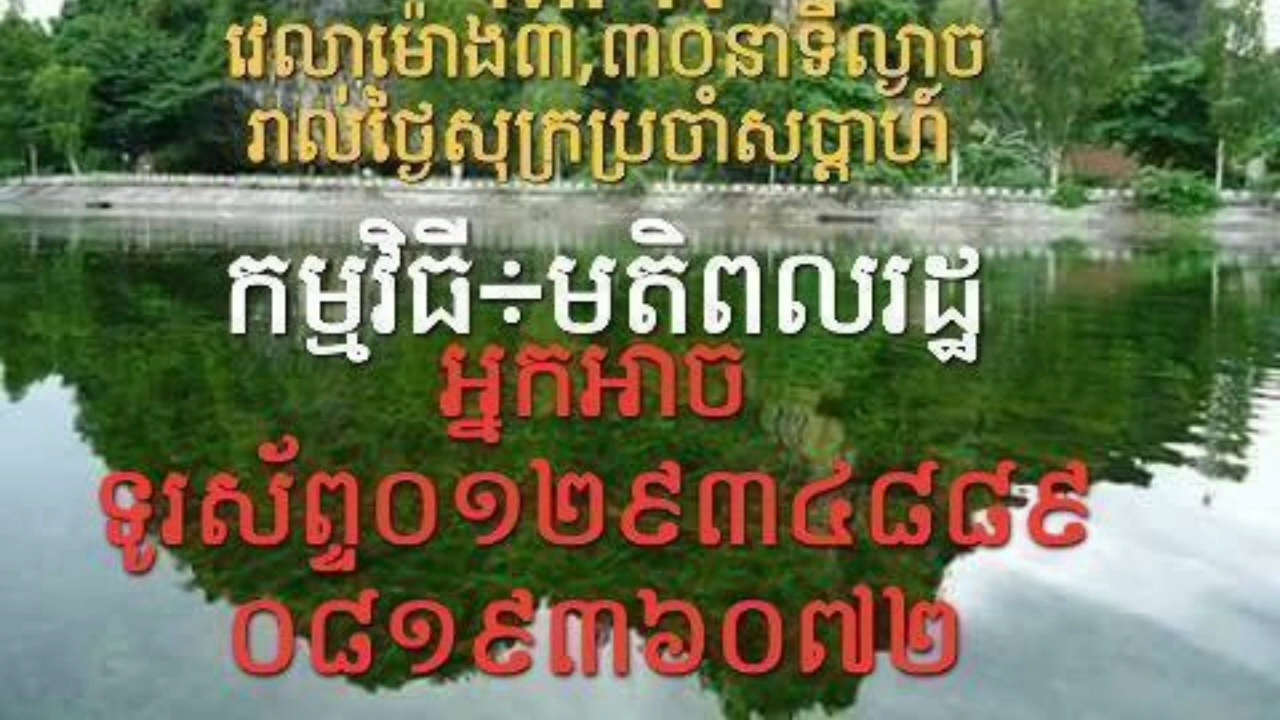 វេលាម៉ោង៣,៣០នាទីល្ងាច
រាល់ថ្ងៃសុក្រប្រចាំសប្តាហ៍
កម្មវិធី÷មតិពលរដ្ឋ
អ្នកអាច
ទូរស័ព្ទ០១២៩៣៤៨៨៩
០៨១៩៣៦០៧២